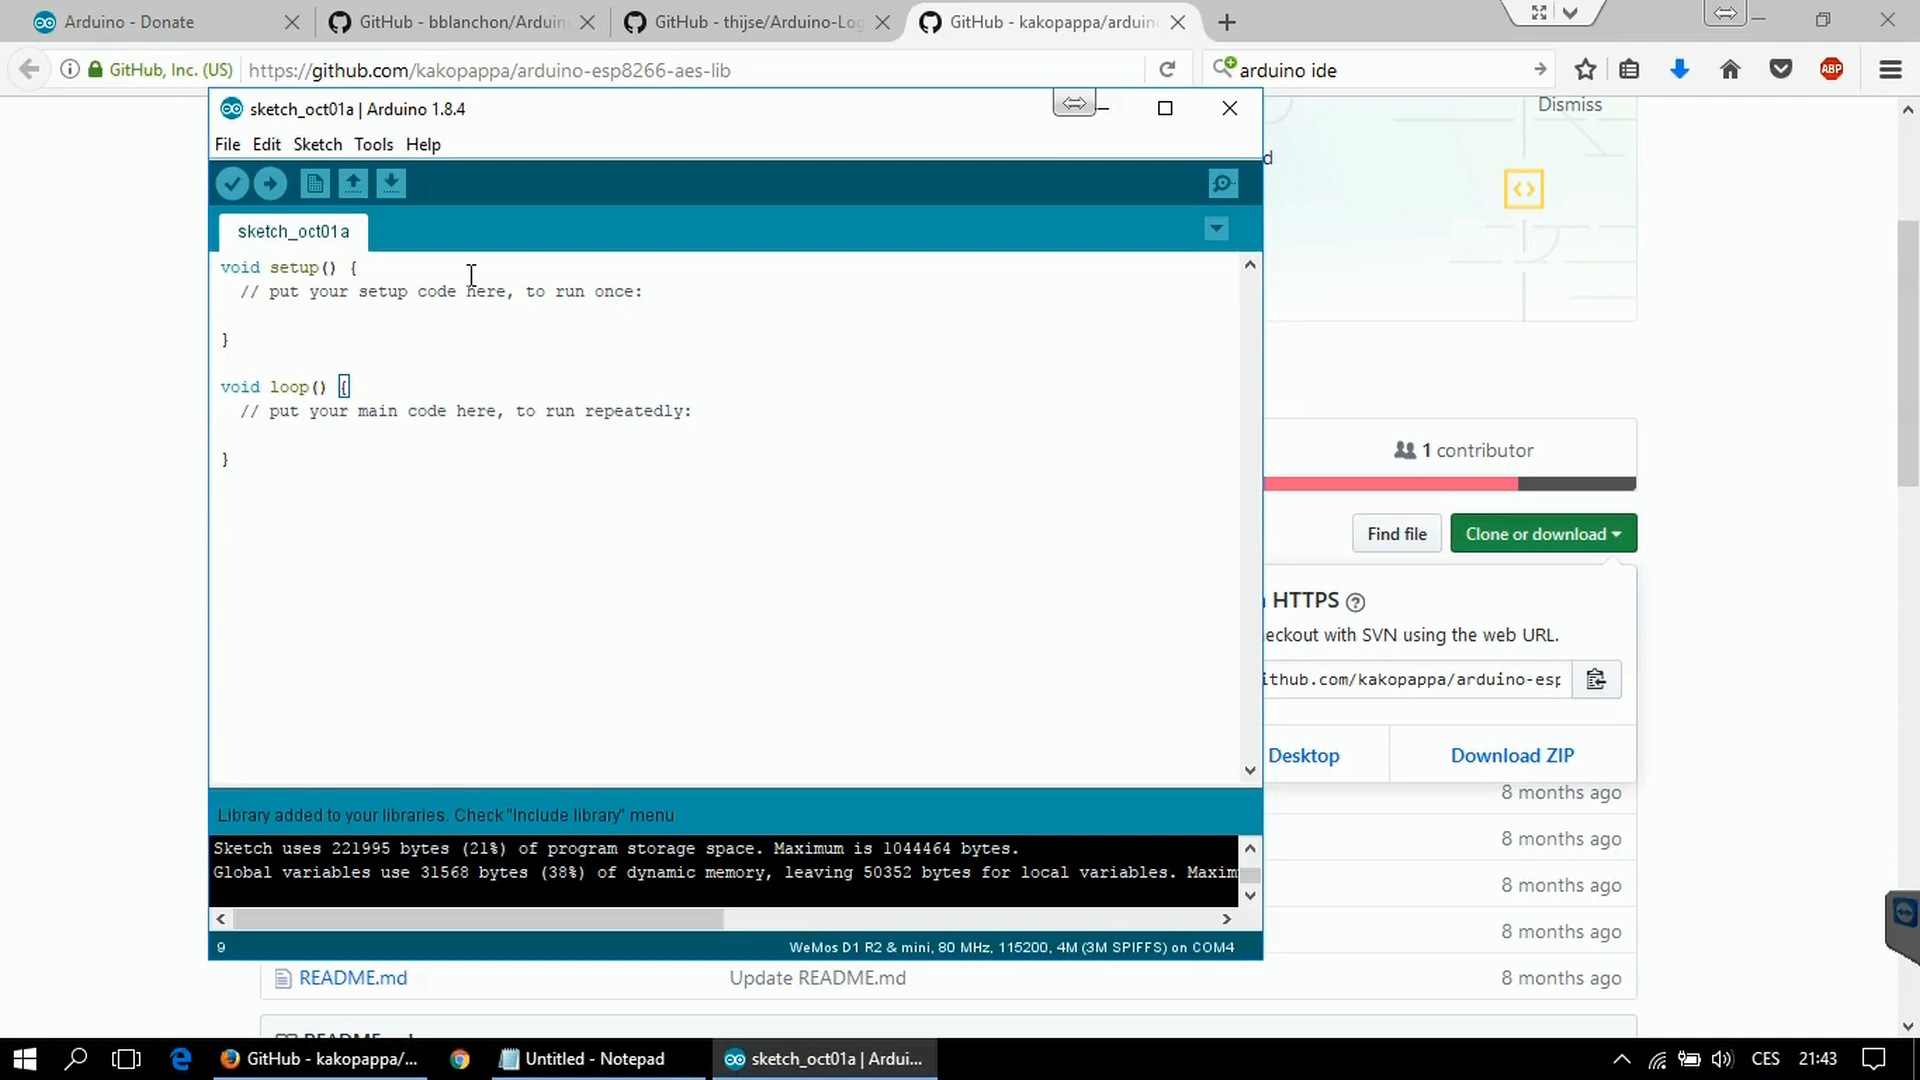 Arduino - Donate
GitHub - bblanchon/Arduin
GitHub - thijse/Arduino-Log
GitHub - kakopappa/arduin
GitHub, Inc. (US)
https://github.com/kakopappa/arduino-esp8266-aes-lib
arduino ide
ABP
Dismiss
sketch_oct01a | Arduino 1.8.4
File Edit Sketch Tools Help
d
sketch_oct01a
void setup() {
// put your setup code here, to run once:
}
void loop() {
// put your main code here, to run repeatedly:
}
1 contributor
Find file
Clone or download
HTTPS
checkout with SVN using the web URL.
ithub.com/kakopappa/arduino-esp
Desktop
Download ZIP
8 months ago
8 months ago
8 months ago
8 months ago
Library added to your libraries. Check "Include library" menu
Sketch uses 221995 bytes (21%) of program storage space. Maximum is 1044464 bytes.
Global variables use 31568 bytes (38%) of dynamic memory, leaving 50352 bytes for local variables. Maxim
9
WeMos D1 R2 & mini, 80 MHz, 115200, 4M (3M SPIFFS) on COM4
README.md
Update README.md
8 months ago
README.md
GitHub - kakopappa/...
Untitled - Notepad
sketch_oct01a | Ardui...
CES
21:43